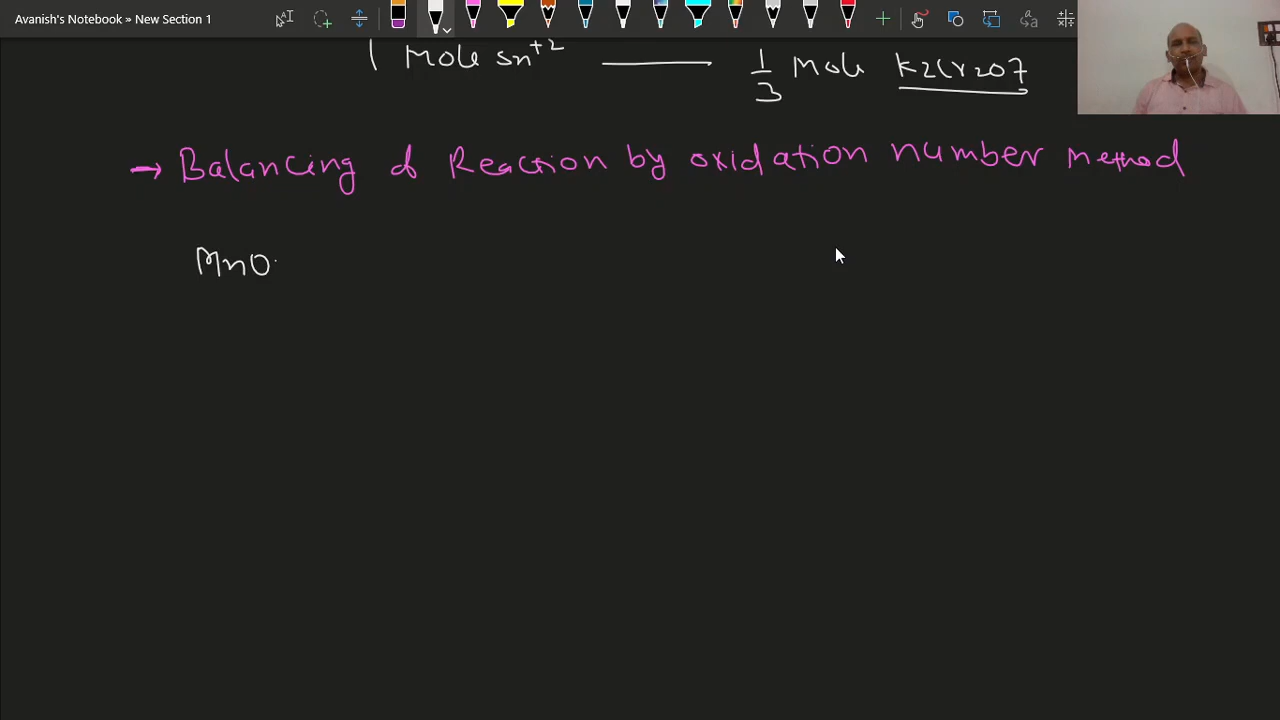 Avanish's Notebook » New Section 1
1 Mole Sn+2 —— 1/3 Mole K2Cr2O7
→ Balancing of Reaction by oxidation number method
MnO